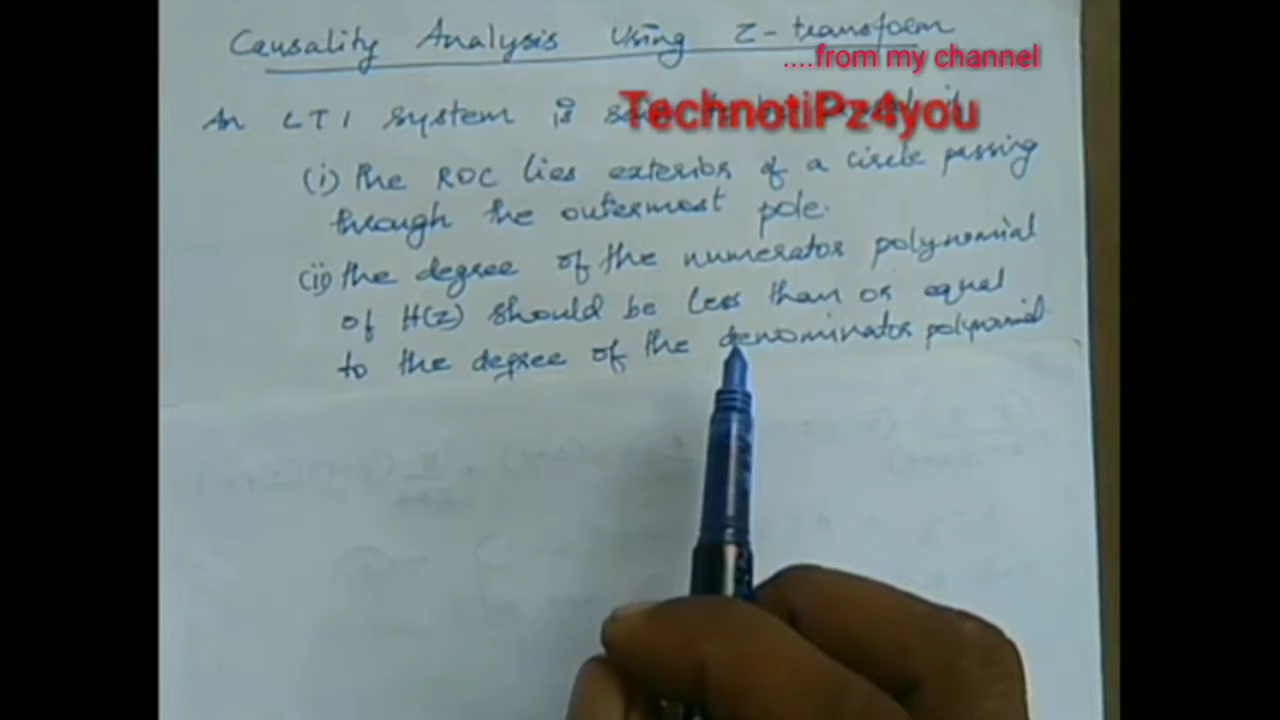 Causality Analysis Using Z-transform
....from my channel
An LTI system is
TechnotiPz4you
(i) the ROC lies exterior of a circle passing
through the outermost pole.
(ii) the degree of the numerator polynomial
of H(z) should be less than or equal
to the degree of the denominator polynomial.